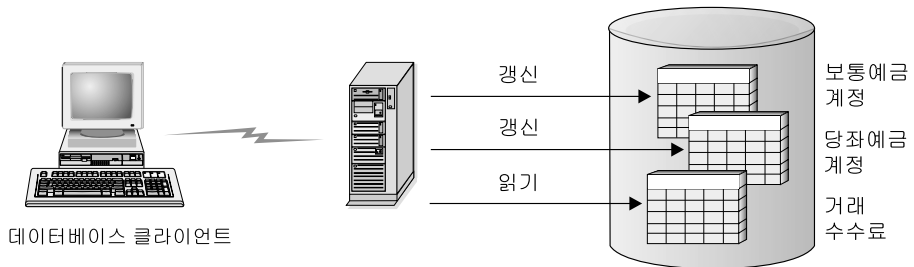 갱신
보통예금
계정
갱신
당좌예금
계정
읽기
거래
수수료
데이터베이스 클라이언트